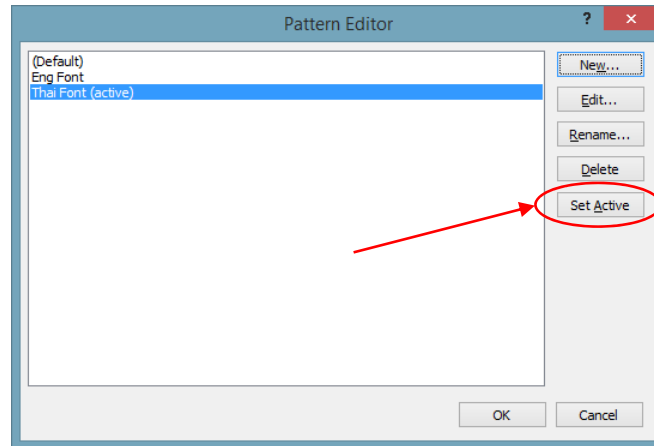 Pattern Editor
?
×
(Default)
Eng Font
Thai Font (active)
New...
Edit...
Rename...
Delete
Set Active
OK
Cancel